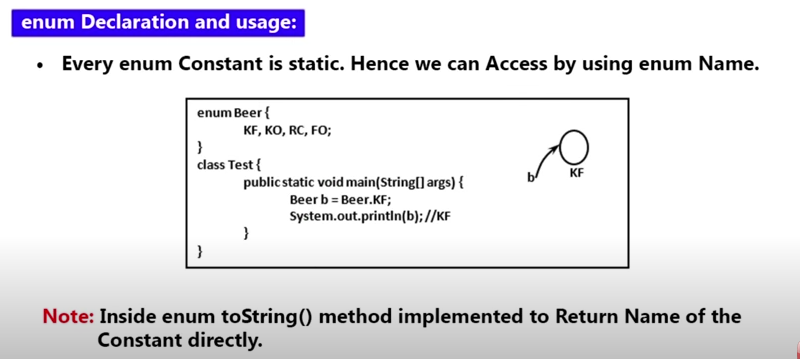 enum Declaration and usage:
• Every enum Constant is static. Hence we can Access by using enum Name.
enum Beer {
KF, KO, RC, FO;
}
class Test {
public static void main(String[] args) {
Beer b = Beer.KF;
System.out.println(b); //KF
}
}
b
KF
Note: Inside enum toString() method implemented to Return Name of the
Constant directly.